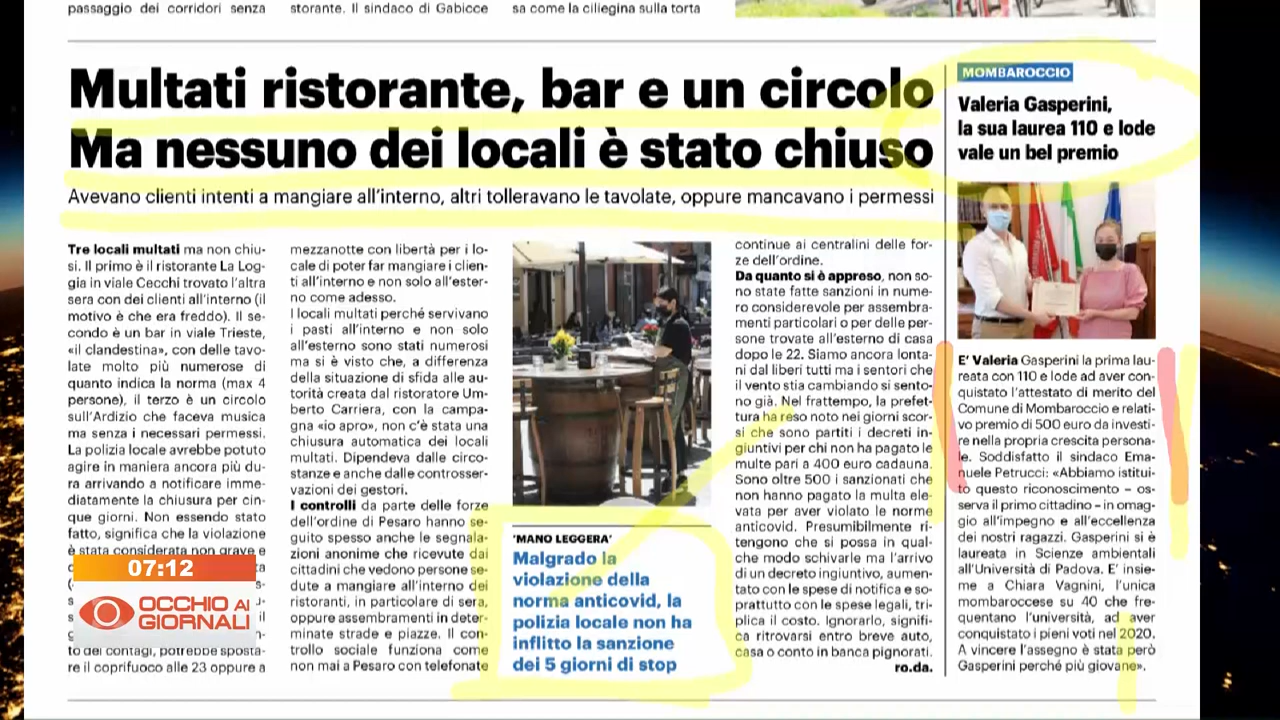 passaggio dei corridori senza
storante. Il sindaco di Gabicce
sa come la ciliegina sulla torta
Multati ristorante, bar e un circolo
Ma nessuno dei locali è stato chiuso
Avevano clienti intenti a mangiare all'interno, altri tolleravano le tavolate, oppure mancavano i permessi
Tre locali multati ma non chiu-
si. Il primo è il ristorante La Log-
gia in viale Cecchi trovato l'altra
sera con dei clienti all'interno (il
motivo è che era freddo). Il se-
condo è un bar in viale Trieste,
«il clandestina», con delle tavo-
late molto più numerose di
quanto indica la norma (max 4
persone), il terzo è un circolo
sull'Ardizio che faceva musica
ma senza i necessari permessi.
La polizia locale avrebbe potuto
agire in maniera ancora più du-
ra arrivando a notificare imme-
diatamente la chiusura per cin-
que giorni. Non essendo stato
fatto, significa che la violazione
è stata considerata non grave e
to dei contagi, potrebbe sposta-
re il coprifuoco alle 23 oppure a
mezzanotte con libertà per i lo-
cale di poter far mangiare i clien-
ti all'interno e non solo all'ester-
no come adesso.
I locali multati perché servivano
i pasti all'interno e non solo
all'esterno sono stati numerosi
ma si è visto che, a differenza
della situazione di sfida alle au-
torità creata dal ristoratore Um-
berto Carriera, con la campa-
gna «io apro», non c'è stata una
chiusura automatica dei locali
multati. Dipendeva dalle circo-
stanze e anche dalle controsser-
vazioni dei gestori.
I controlli da parte delle forze
dell'ordine di Pesaro hanno se-
guito spesso anche le segnala-
zioni anonime che ricevute dai
cittadini che vedono persone se-
dute a mangiare all'interno dei
ristoranti, in particolare di sera,
oppure assembramenti in deter-
minate strade e piazze. Il con-
trollo sociale funziona come
non mai a Pesaro con telefonate
'MANO LEGGERA'
Malgrado la
violazione della
norma anticovid, la
polizia locale non ha
inflitto la sanzione
dei 5 giorni di stop
continue ai centralini delle for-
ze dell'ordine.
Da quanto si è appreso, non so-
no state fatte sanzioni in nume-
ro considerevole per assembra-
menti particolari o per delle per-
sone trovate all'esterno di casa
dopo le 22. Siamo ancora lonta-
ni dal liberi tutti ma i sentori che
il vento stia cambiando si sento-
no già. Nel frattempo, la prefet-
tura ha reso noto nei giorni scor-
si che sono partiti i decreti in-
giuntivi per chi non ha pagato le
multe pari a 400 euro cadauna.
Sono oltre 500 i sanzionati che
non hanno pagato la multa ele-
vata per aver violato le norme
anticovid. Presumibilmente ri-
tengono che si possa in qual-
che modo schivarle ma l'arrivo
di un decreto ingiuntivo, aumen-
tato con le spese di notifica e so-
prattutto con le spese legali, tri-
plica il costo. Ignorarlo, signifi-
ca ritrovarsi entro breve auto,
casa o conto in banca pignorati.
ro.da.
MOMBAROCCIO
Valeria Gasperini,
la sua laurea 110 e lode
vale un bel premio
E' Valeria Gasperini la prima lau-
reata con 110 e lode ad aver con-
quistato l'attestato di merito del
Comune di Mombaroccio e relati-
vo premio di 500 euro da investi-
re nella propria crescita persona-
le. Soddisfatto il sindaco Ema-
nuele Petrucci: «Abbiamo istitui-
to questo riconoscimento – os-
serva il primo cittadino – in omag-
gio all'impegno e all'eccellenza
dei nostri ragazzi. Gasperini si è
laureata in Scienze ambientali
all'Università di Padova. E' insie-
me a Chiara Vagnini, l'unica
mombaroccese su 40 che fre-
quentano l'università, ad aver
conquistato i pieni voti nel 2020.
A vincere l'assegno è stata però
Gasperini perché più giovane».
07:12
OCCHIO AI
GIORNALI